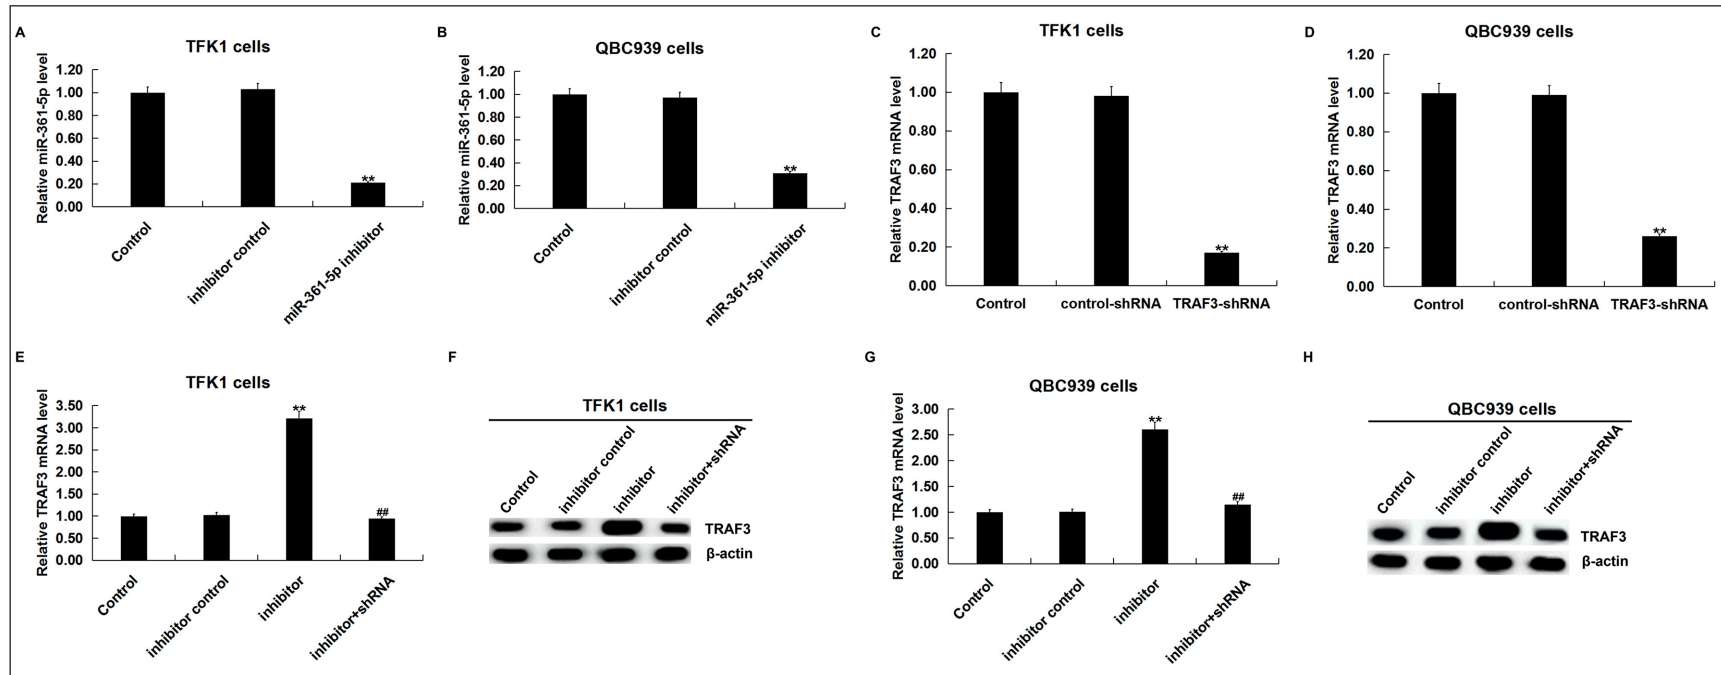 A
TFK1 cells
Relative miR-361-5p level
1.20
1.00
0.80
0.60
0.40
0.20
0.00
**
Control
inhibitor control
miR-361-5p inhibitor
B
QBC939 cells
Relative miR-361-5p level
1.20
1.00
0.80
0.60
0.40
0.20
0.00
**
Control
inhibitor control
miR-361-5p inhibitor
C
TFK1 cells
Relative TRAF3 mRNA level
1.20
1.00
0.80
0.60
0.40
0.20
0.00
**
Control
control-shRNA
TRAF3-shRNA
D
QBC939 cells
Relative TRAF3 mRNA level
1.20
1.00
0.80
0.60
0.40
0.20
0.00
**
Control
control-shRNA
TRAF3-shRNA
E
TFK1 cells
Relative TRAF3 mRNA level
3.50
3.00
2.50
2.00
1.50
1.00
0.50
0.00
**
##
Control
inhibitor control
inhibitor
inhibitor+shRNA
F
TFK1 cells
Control
inhibitor control
inhibitor
inhibitor+shRNA
TRAF3
β-actin
G
QBC939 cells
Relative TRAF3 mRNA level
3.00
2.50
2.00
1.50
1.00
0.50
0.00
**
##
Control
inhibitor control
inhibitor
inhibitor+shRNA
H
QBC939 cells
Control
inhibitor control
inhibitor
inhibitor+shRNA
TRAF3
β-actin